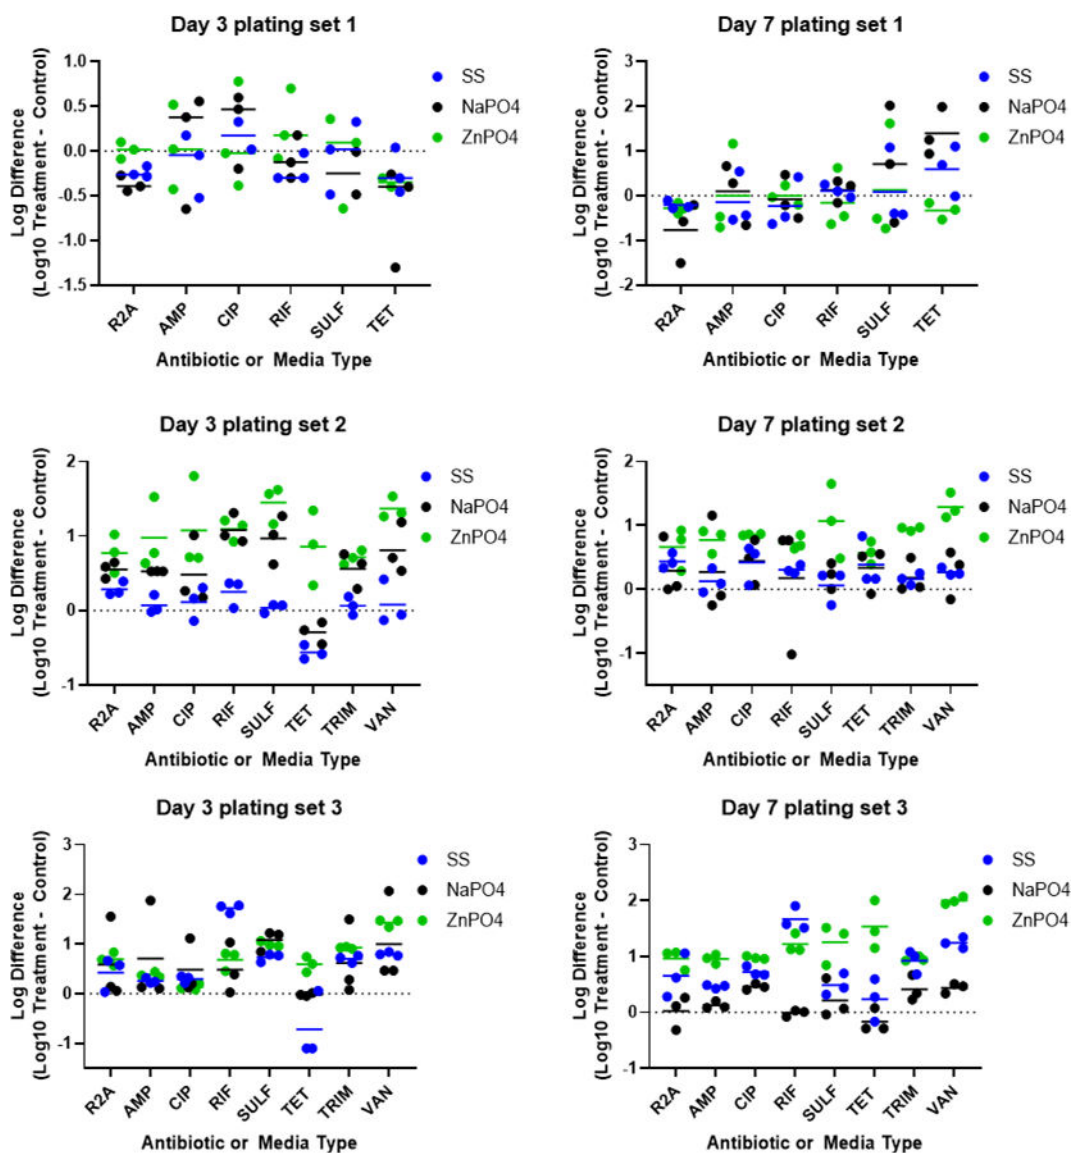 Day 3 plating set 1
Log Difference
(Log10 Treatment - Control)
1.0
0.5
0.0
-0.5
-1.0
-1.5
R2A
AMP
CIP
RIF
SULF
TET
Antibiotic or Media Type
SS
NaPO4
ZnPO4
Day 7 plating set 1
Log Difference
(Log10 Treatment - Control)
3
2
1
0
-1
-2
R2A
AMP
CIP
RIF
SULF
TET
Antibiotic or Media Type
SS
NaPO4
ZnPO4
Day 3 plating set 2
Log Difference
(Log10 Treatment - Control)
2
1
0
-1
R2A
AMP
CIP
RIF
SULF
TET
TRIM
VAN
Antibiotic or Media Type
SS
NaPO4
ZnPO4
Day 7 plating set 2
Log Difference
(Log10 Treatment - Control)
2
1
0
-1
R2A
AMP
CIP
RIF
SULF
TET
TRIM
VAN
Antibiotic or Media Type
SS
NaPO4
ZnPO4
Day 3 plating set 3
Log Difference
(Log10 Treatment - Control)
3
2
1
0
-1
R2A
AMP
CIP
RIF
SULF
TET
TRIM
VAN
Antibiotic or Media Type
SS
NaPO4
ZnPO4
Day 7 plating set 3
Log Difference
(Log10 Treatment - Control)
3
2
1
0
-1
R2A
AMP
CIP
RIF
SULF
TET
TRIM
VAN
Antibiotic or Media Type
SS
NaPO4
ZnPO4